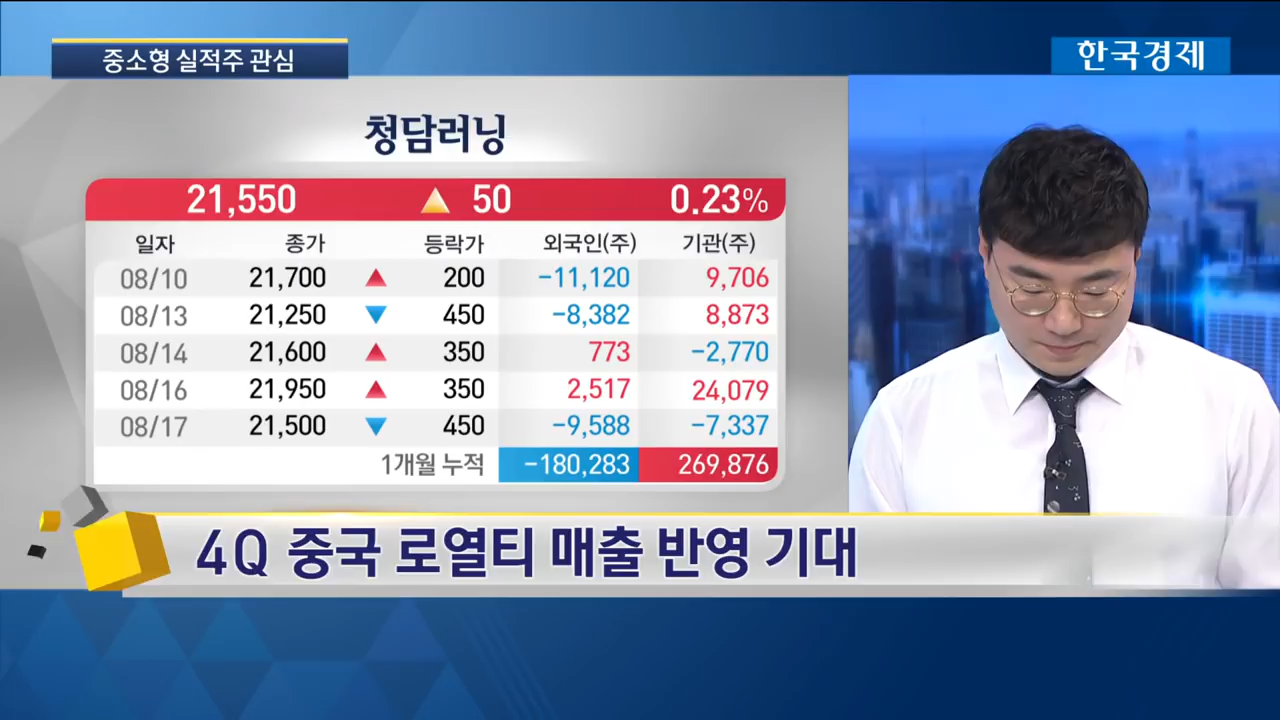 중소형 실적주 관심
한국경제
청담러닝
21,550 ▲ 50 0.23%
일자 종가 등락가 외국인(주) 기관(주)
08/10 21,700 ▲ 200 -11,120 9,706
08/13 21,250 ▼ 450 -8,382 8,873
08/14 21,600 ▲ 350 773 -2,770
08/16 21,950 ▲ 350 2,517 24,079
08/17 21,500 ▼ 450 -9,588 -7,337
1개월 누적 -180,283 269,876
4Q 중국 로열티 매출 반영 기대